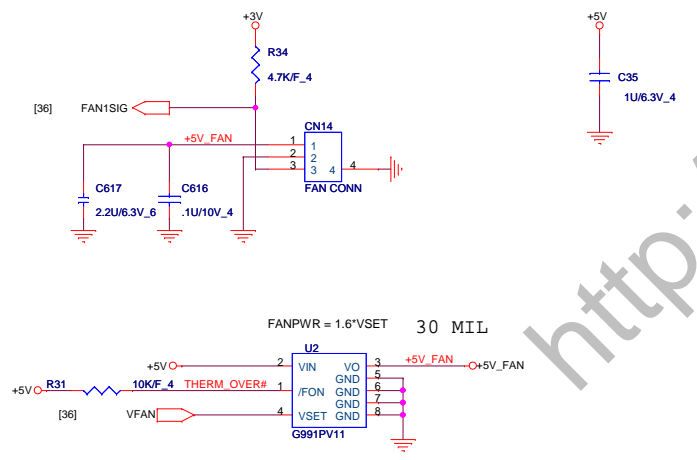 +3V
+5V
R34
4.7K/F_4
C35
1U/6.3V_4
[36] FAN1SIG
CN14
+5V_FAN 1 1
2 2
3 3 4 4
FAN CONN
C617
2.2U/6.3V_6
C616
.1U/10V_4
http:
FANPWR = 1.6*VSET
30 MIL
U2
+5V 2 VIN VO 3 +5V_FAN +5V_FAN
GND 5
+5V R31 10K/F_4 THERM_OVER# 1 /FON GND 6
GND 7
[36] VFAN 4 VSET GND 8
G991PV11